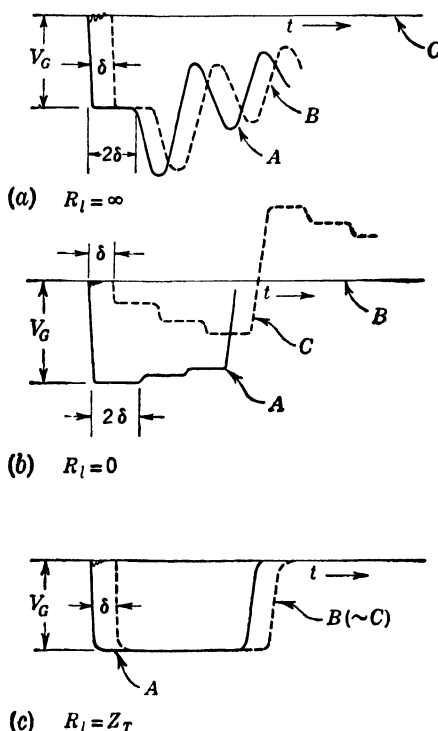 t C
V_G δ
B
A
2δ
(a) R_l = ∞
δ
t B
V_G
C
A
2δ
(b) R_l = 0
t
V_G δ
B(~C)
A
(c) R_l = Z_T